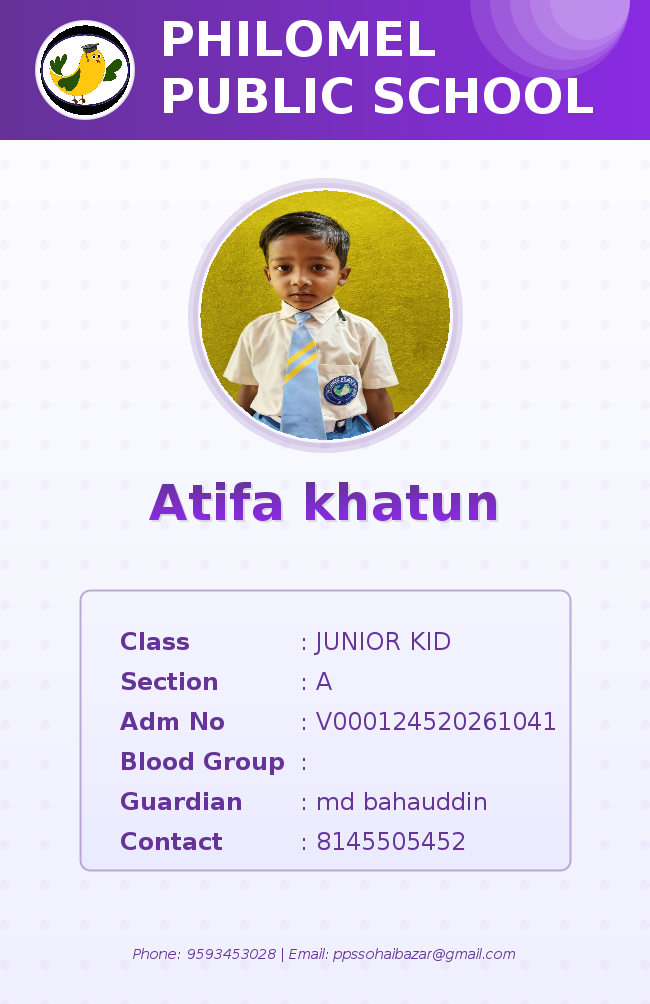 PHILOMEL
PUBLIC SCHOOL
Atifa khatun
Class : JUNIOR KID
Section : A
Adm No : V000124520261041
Blood Group :
Guardian : md bahauddin
Contact : 8145505452
Phone: 9593453028 | Email: ppssohaibazar@gmail.com